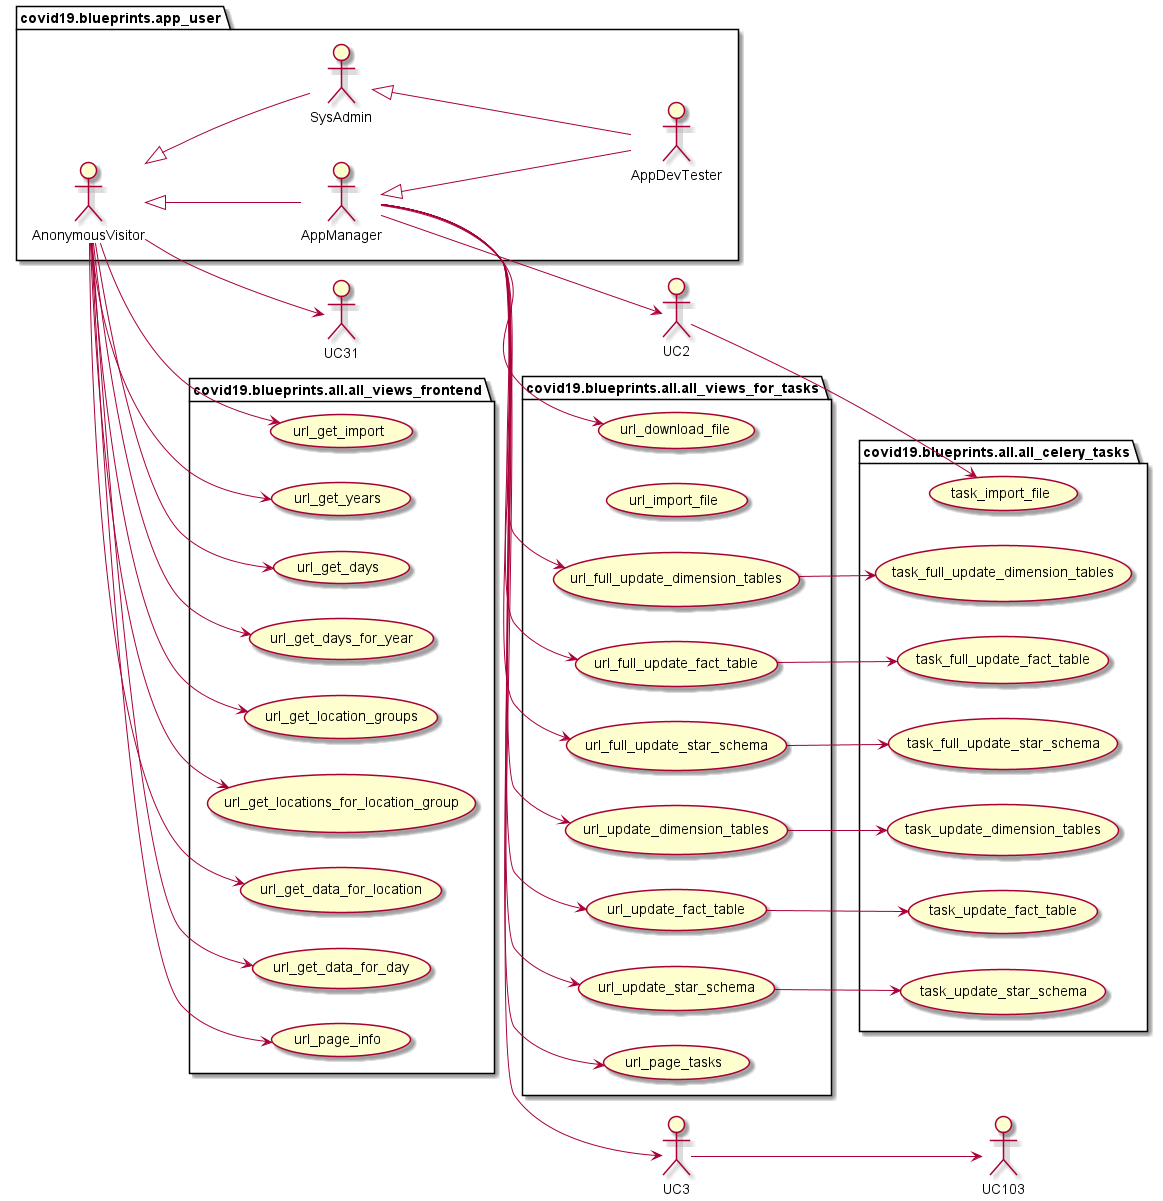 covid19.blueprints.app_user
SysAdmin
AppDevTester
AnonymousVisitor
AppManager
UC31
UC2
covid19.blueprints.all.all_views_frontend
url_get_import
url_get_years
url_get_days
url_get_days_for_year
url_get_location_groups
url_get_locations_for_location_group
url_get_data_for_location
url_get_data_for_day
url_page_info
covid19.blueprints.all.all_views_for_tasks
url_download_file
url_import_file
url_full_update_dimension_tables
url_full_update_fact_table
url_full_update_star_schema
url_update_dimension_tables
url_update_fact_table
url_update_star_schema
url_page_tasks
covid19.blueprints.all.all_celery_tasks
task_import_file
task_full_update_dimension_tables
task_full_update_fact_table
task_full_update_star_schema
task_update_dimension_tables
task_update_fact_table
task_update_star_schema
UC3
UC103